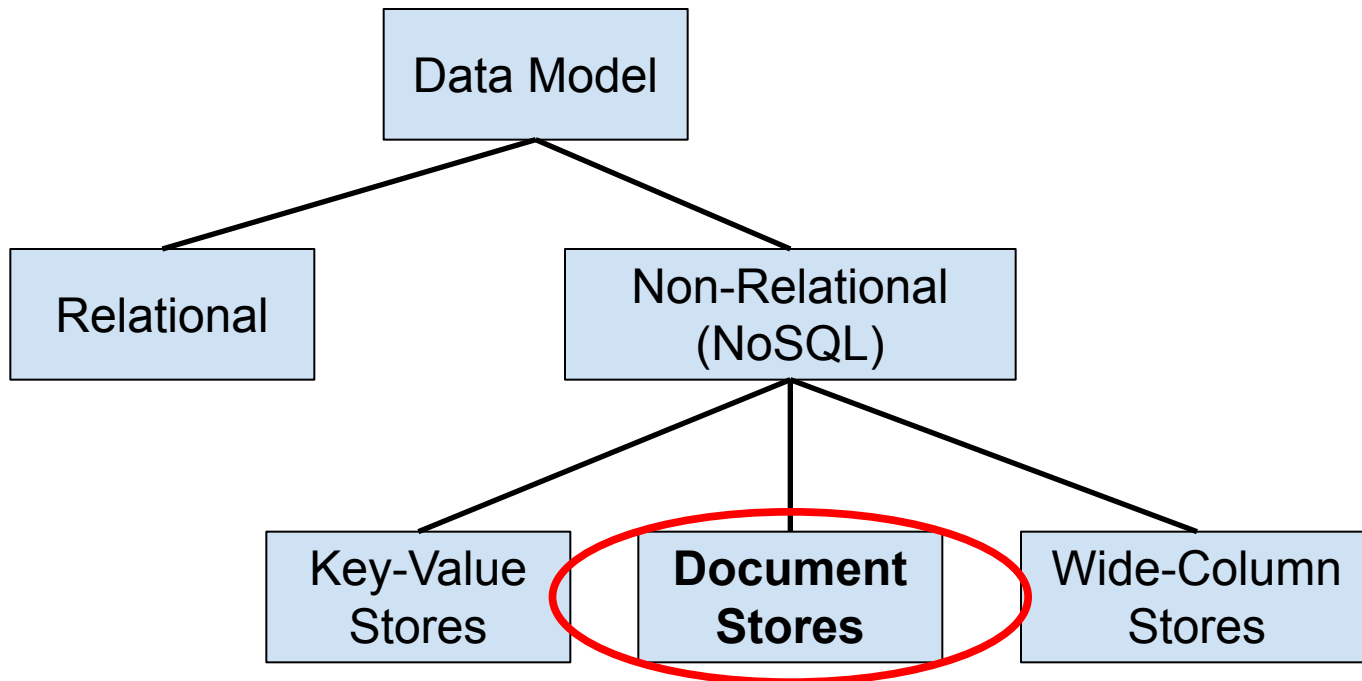 Data Model
Relational
Non-Relational
(NoSQL)
Key-Value
Stores
Document
Stores
Wide-Column
Stores